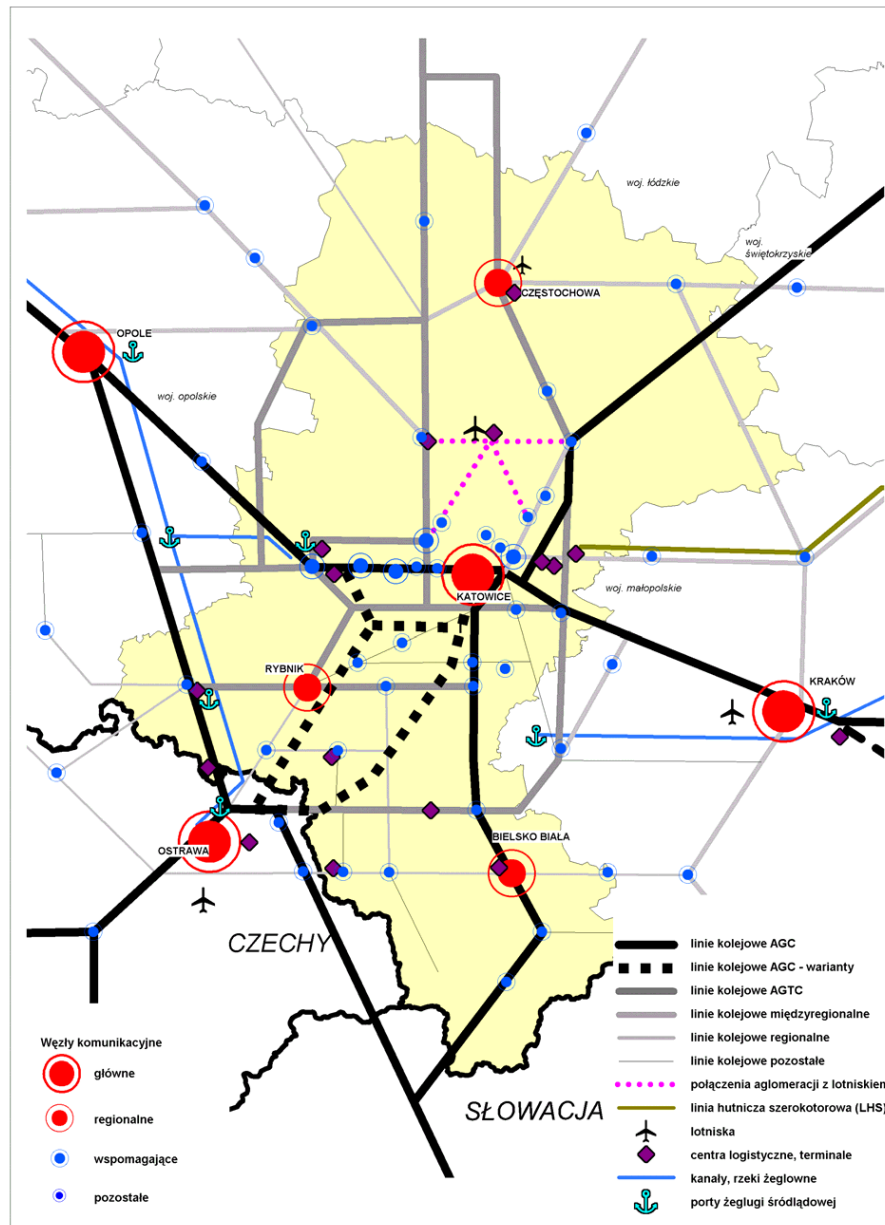 woj. łódzkie
woj.
świętokrzyskie
CZĘSTOCHOWA
OPOLE
woj. opolskie
KATOWICE
woj. małopolskie
RYBNIK
KRAKÓW
BIELSKO BIAŁA
OSTRAWA
CZECHY
SŁOWACJA
linie kolejowe AGC
linie kolejowe AGC - warianty
linie kolejowe AGTC
linie kolejowe międzyregionalne
linie kolejowe regionalne
linie kolejowe pozostałe
połączenia aglomeracji z lotniskiem
linia hutnicza szerokotorowa (LHS)
lotniska
centra logistyczne, terminale
kanały, rzeki żeglowne
porty żeglugi śródlądowej
Węzły komunikacyjne
główne
regionalne
wspomagające
pozostałe